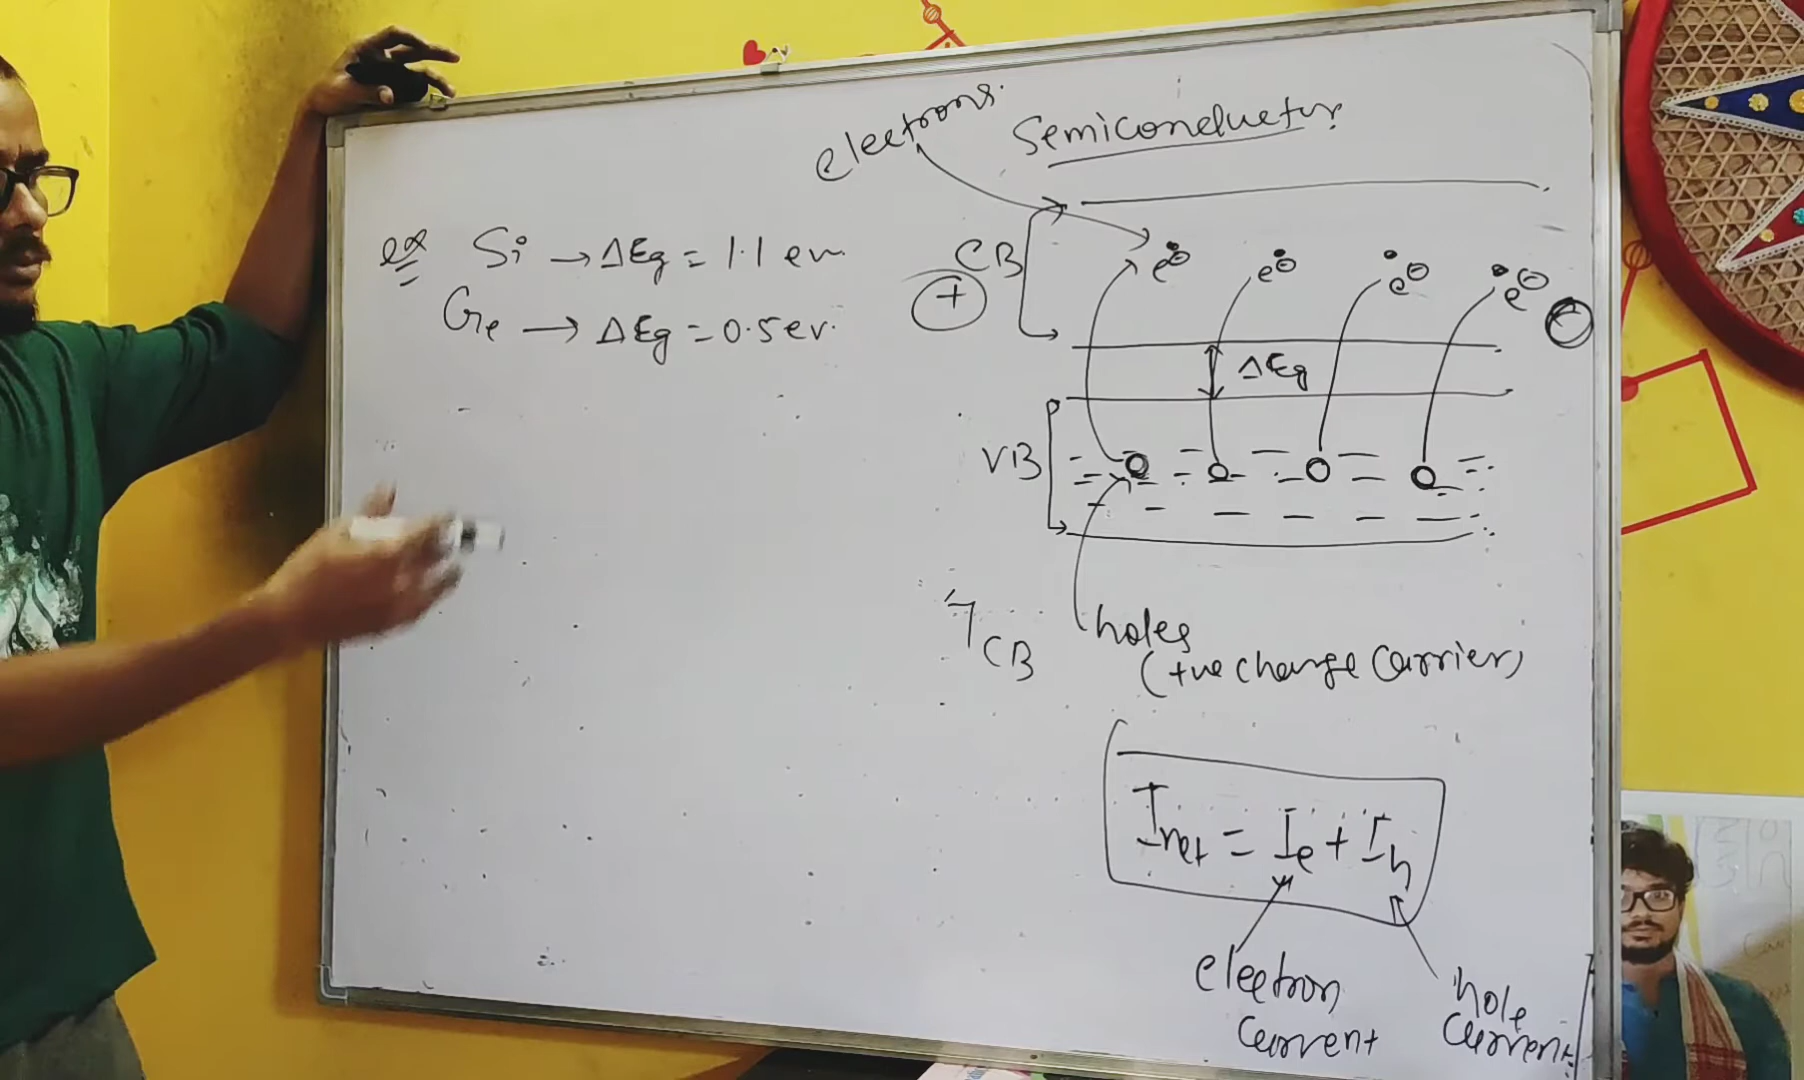 electrons.
Semiconductor
ex Si → ΔEg = 1.1 ev.
Ge → ΔEg = 0.5 ev.
CB
+
e⊖ e⊖ e⊖ e⊖
ΔEg
VB
CB
holes
(+ve charge carrier)
Inet = Ie + Ih
electron
current
hole
current